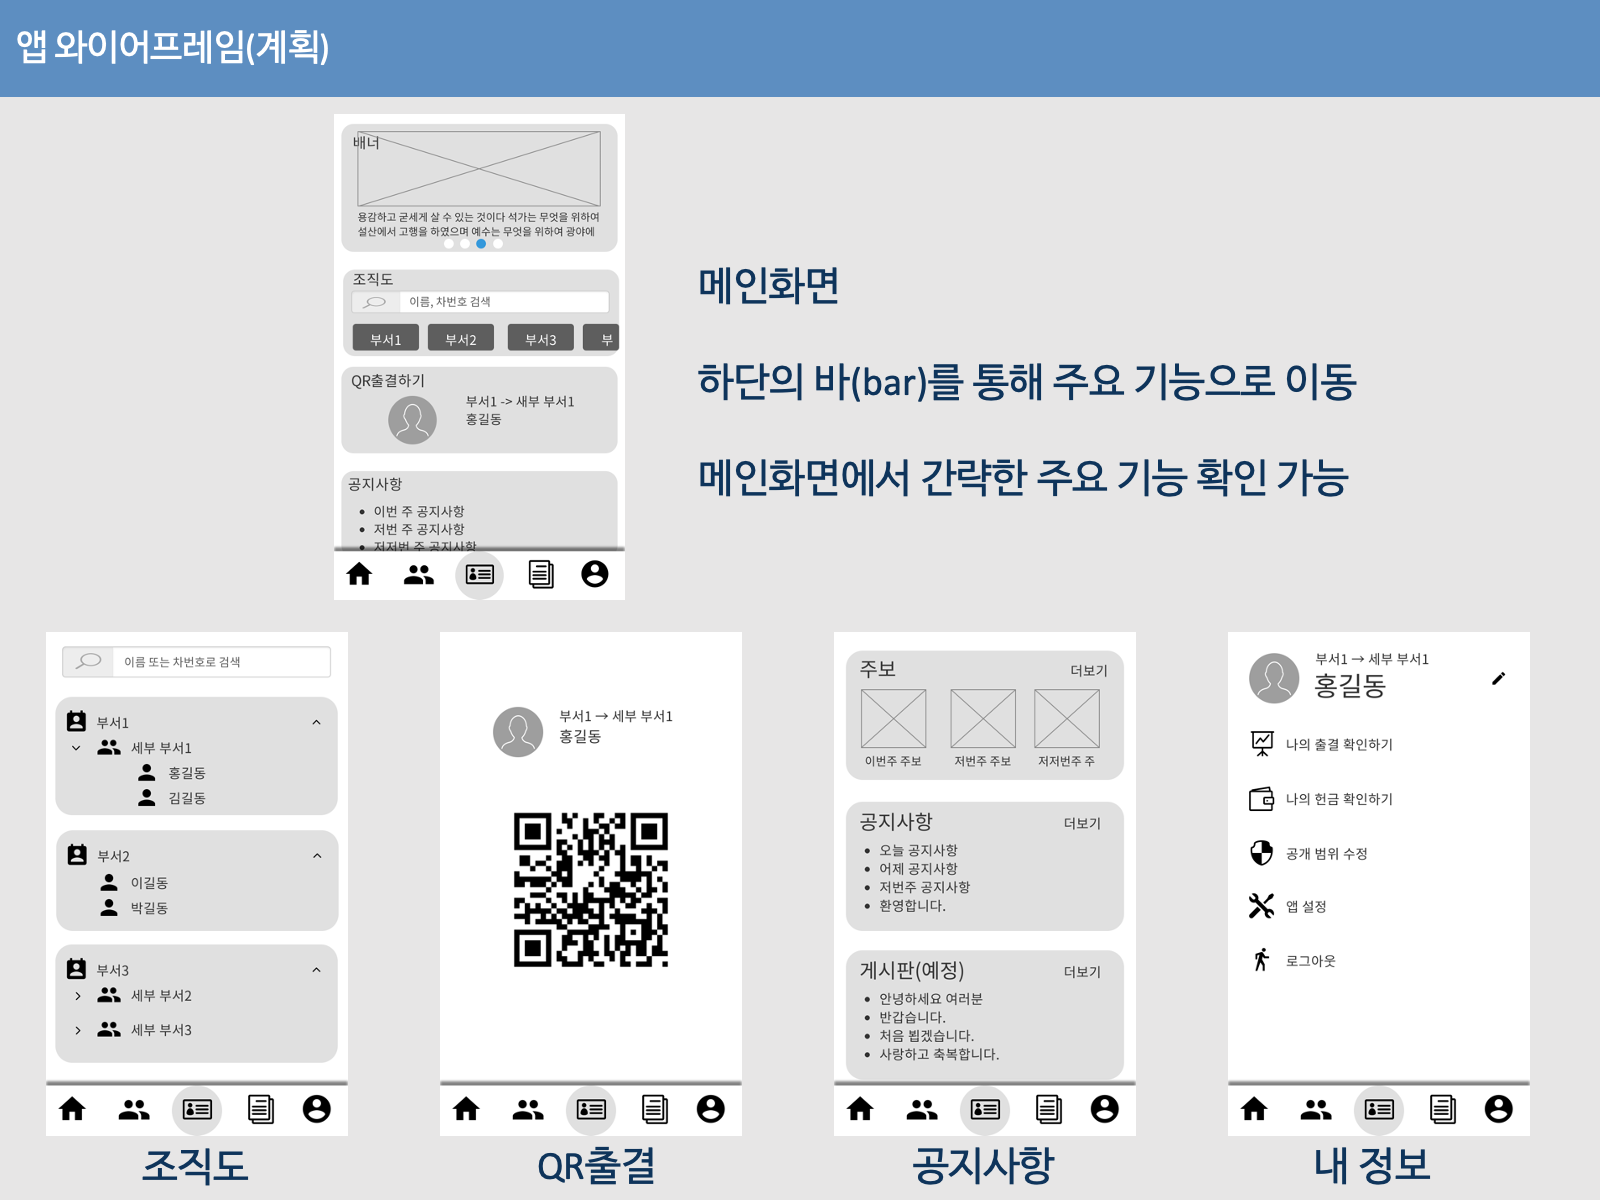 앱 와이어프레임(계획)
배너
용감하고 굳세게 살 수 있는 것이다 석가는 무엇을 위하여
설산에서 고행을 하였으며 예수는 무엇을 위하여 광야에
조직도
이름, 차번호 검색
부서1
부서2
부서3
부
QR출결하기
부서1 -> 새부 부서1
홍길동
공지사항
• 이번 주 공지사항
• 저번 주 공지사항
• 저저번 주 공지사항
메인화면
하단의 바(bar)를 통해 주요 기능으로 이동
메인화면에서 간략한 주요 기능 확인 가능
이름 또는 차번호로 검색
부서1
세부 부서1
홍길동
김길동
부서2
이길동
박길동
부서3
세부 부서2
세부 부서3
조직도
부서1 → 세부 부서1
홍길동
QR출결
주보
더보기
이번주 주보
저번주 주보
저저번주 주
공지사항
더보기
• 오늘 공지사항
• 어제 공지사항
• 저번주 공지사항
• 환영합니다.
게시판(예정)
더보기
• 안녕하세요 여러분
• 반갑습니다.
• 처음 뵙겠습니다.
• 사랑하고 축복합니다.
공지사항
부서1 → 세부 부서1
홍길동
나의 출결 확인하기
나의 헌금 확인하기
공개 범위 수정
앱 설정
로그아웃
내 정보